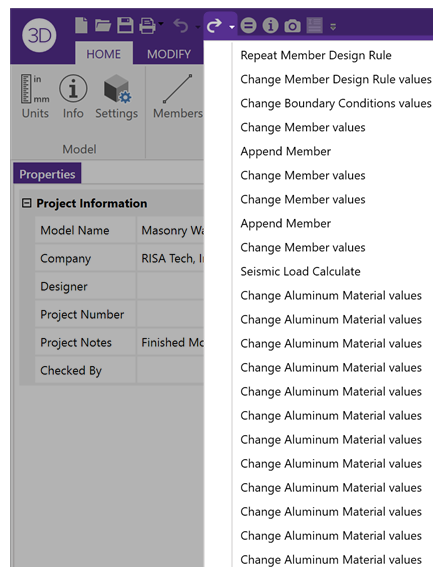 3D
HOME
MODIFY
in
mm
Units
Info
Settings
Members
Model
Properties
Project Information
Model Name
Masonry Wa
Company
RISA Tech, I
Designer
Project Number
Project Notes
Finished Mo
Checked By
Repeat Member Design Rule
Change Member Design Rule values
Change Boundary Conditions values
Change Member values
Append Member
Change Member values
Change Member values
Append Member
Change Member values
Seismic Load Calculate
Change Aluminum Material values
Change Aluminum Material values
Change Aluminum Material values
Change Aluminum Material values
Change Aluminum Material values
Change Aluminum Material values
Change Aluminum Material values
Change Aluminum Material values
Change Aluminum Material values
Change Aluminum Material values
Change Aluminum Material values
Change Aluminum Material values